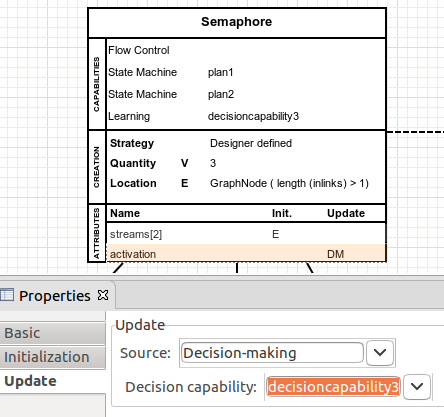 Semaphore
CAPABILITIES
Flow Control
State Machine plan1
State Machine plan2
Learning decisioncapability3
CREATION
Strategy Designer defined
Quantity V 3
Location E GraphNode ( length (inlinks) > 1)
ATTRIBUTES
Name Init. Update
streams[2] E
activation DM
Properties
Basic
Initialization
Update
Update
Source: Decision-making
Decision capability: decisioncapability3